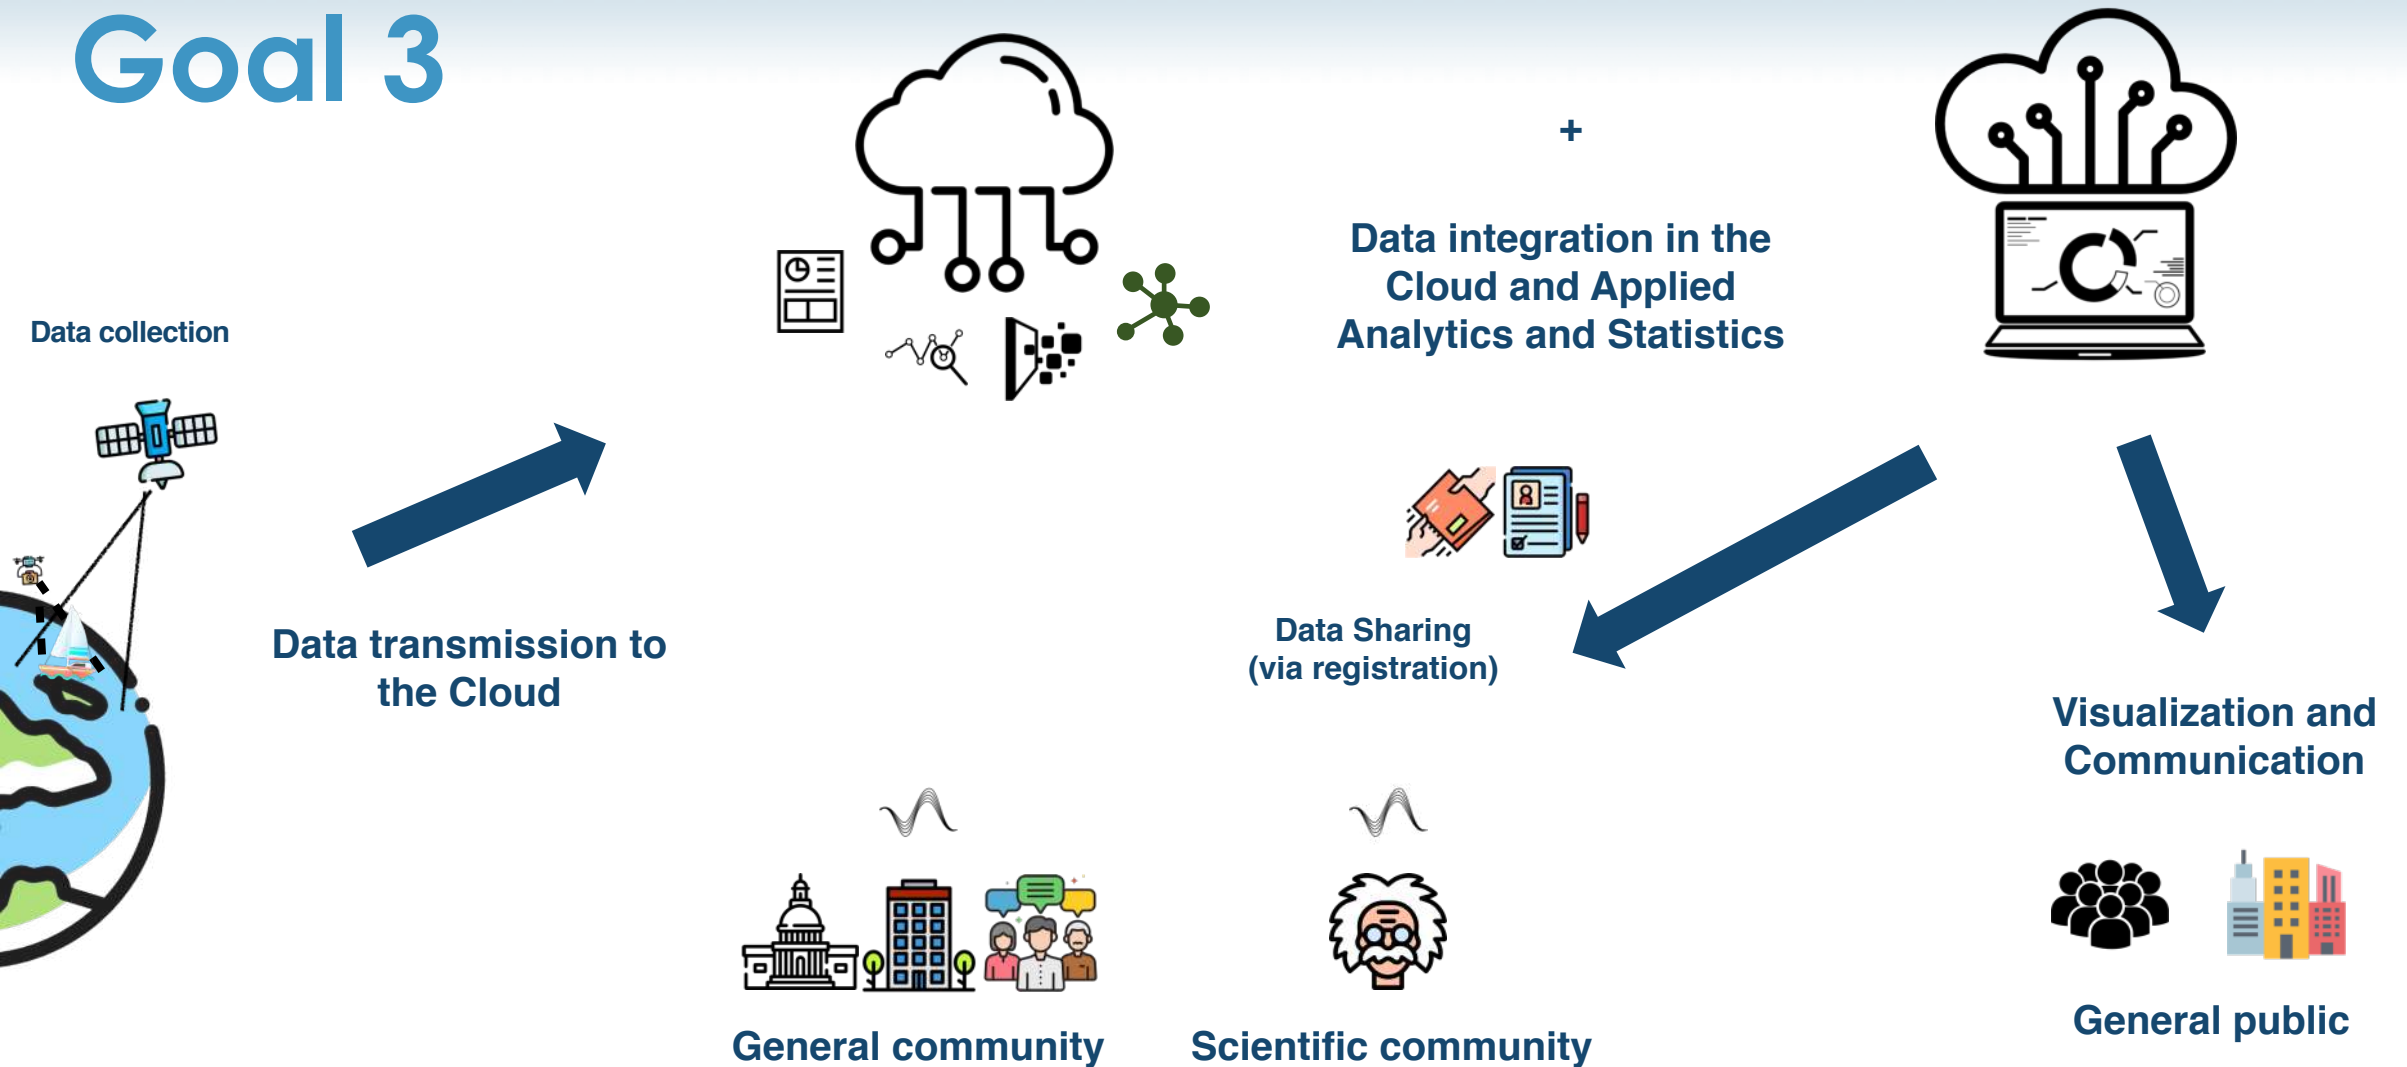 Goal 3
+
Data integration in the
Cloud and Applied
Analytics and Statistics
Data collection
Data transmission to
the Cloud
Data Sharing
(via registration)
Visualization and
Communication
General community
Scientific community
General public